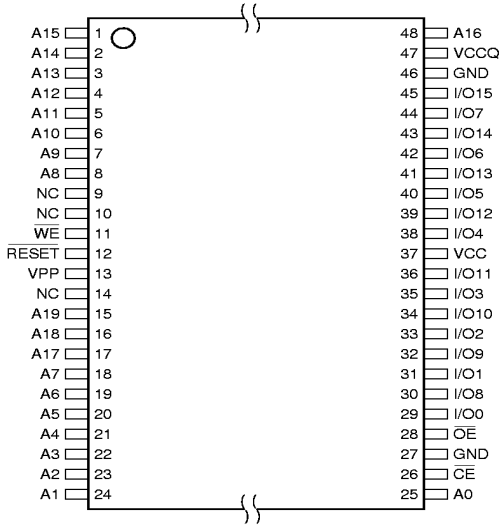 A15 1 48 A16
A14 2 47 VCCQ
A13 3 46 GND
A12 4 45 I/O15
A11 5 44 I/O7
A10 6 43 I/O14
A9 7 42 I/O6
A8 8 41 I/O13
NC 9 40 I/O5
NC 10 39 I/O12
WE 11 38 I/O4
RESET 12 37 VCC
VPP 13 36 I/O11
NC 14 35 I/O3
A19 15 34 I/O10
A18 16 33 I/O2
A17 17 32 I/O9
A7 18 31 I/O1
A6 19 30 I/O8
A5 20 29 I/O0
A4 21 28 OE
A3 22 27 GND
A2 23 26 CE
A1 24 25 A0